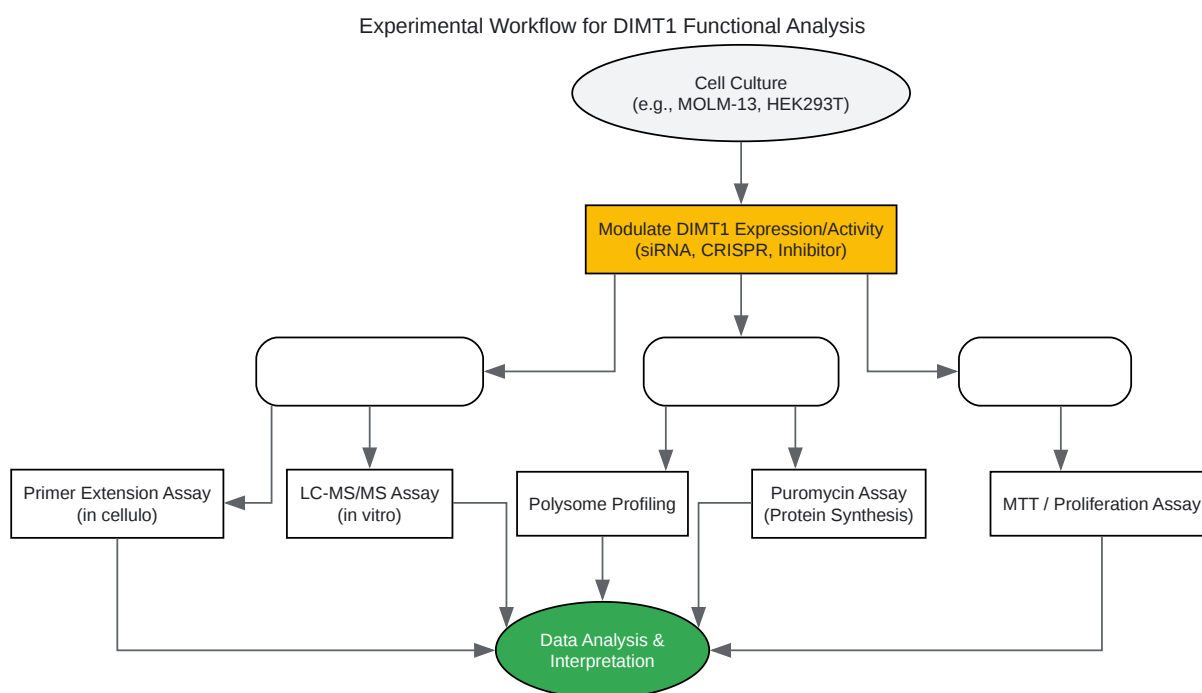 Experimental Workflow for DIMT1 Functional Analysis
Cell Culture
(e.g., MOLM-13, HEK293T)
Modulate DIMT1 Expression/Activity
(siRNA, CRISPR, Inhibitor)
Primer Extension Assay
(in cellulo)
LC-MS/MS Assay
(in vitro)
Polysome Profiling
Puromycin Assay
(Protein Synthesis)
MTT / Proliferation Assay
Data Analysis &
Interpretation